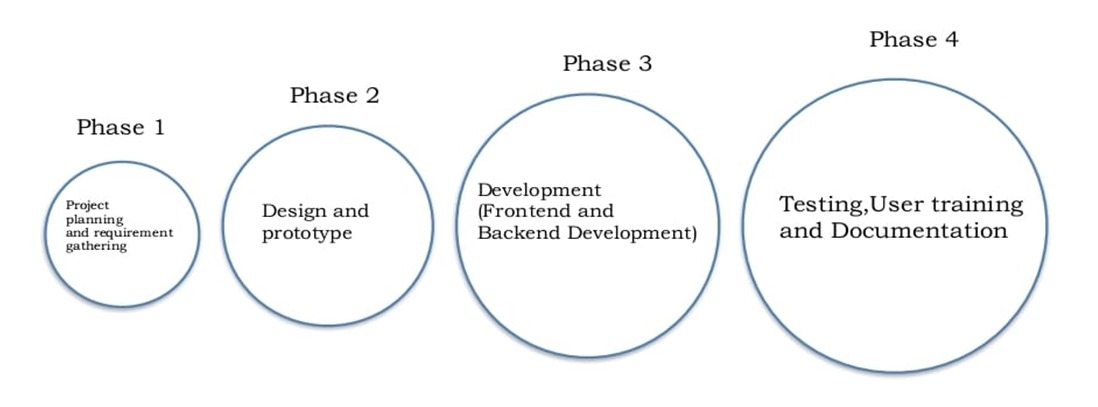 Phase 1
Project
planning
and requirement
gathering
Phase 2
Design and
prototype
Phase 3
Development
(Frontend and
Backend Development)
Phase 4
Testing,User training
and Documentation